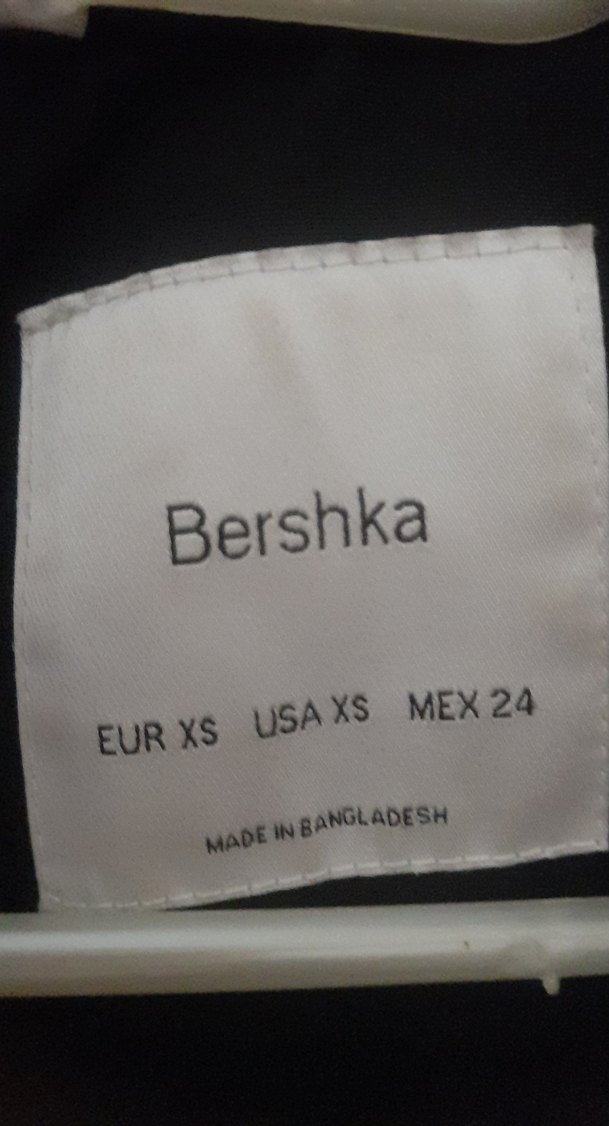 Bershka
EUR XS USA XS MEX 24
MADE IN BANGLADESH